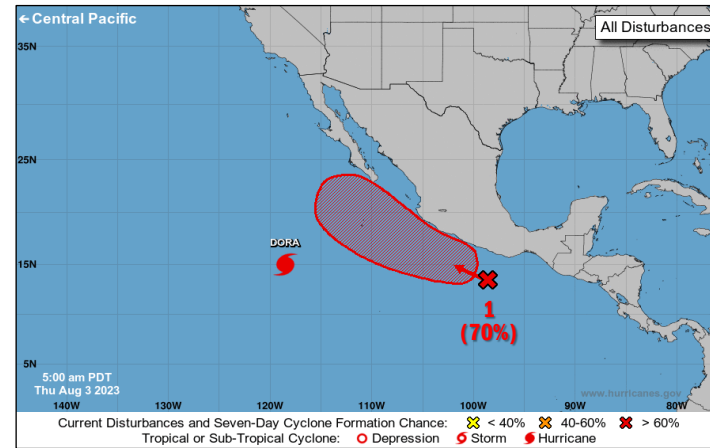 ← Central Pacific
All Disturbances
35N
25N
DORA
15N
1
(70%)
5N
5:00 am PDT
Thu Aug 3 2023
www.hurricanes.gov
140W 130W 120W 110W 100W 90W 80W
Current Disturbances and Seven-Day Cyclone Formation Chance: < 40% 40-60% > 60%
Tropical or Sub-Tropical Cyclone: Depression Storm Hurricane